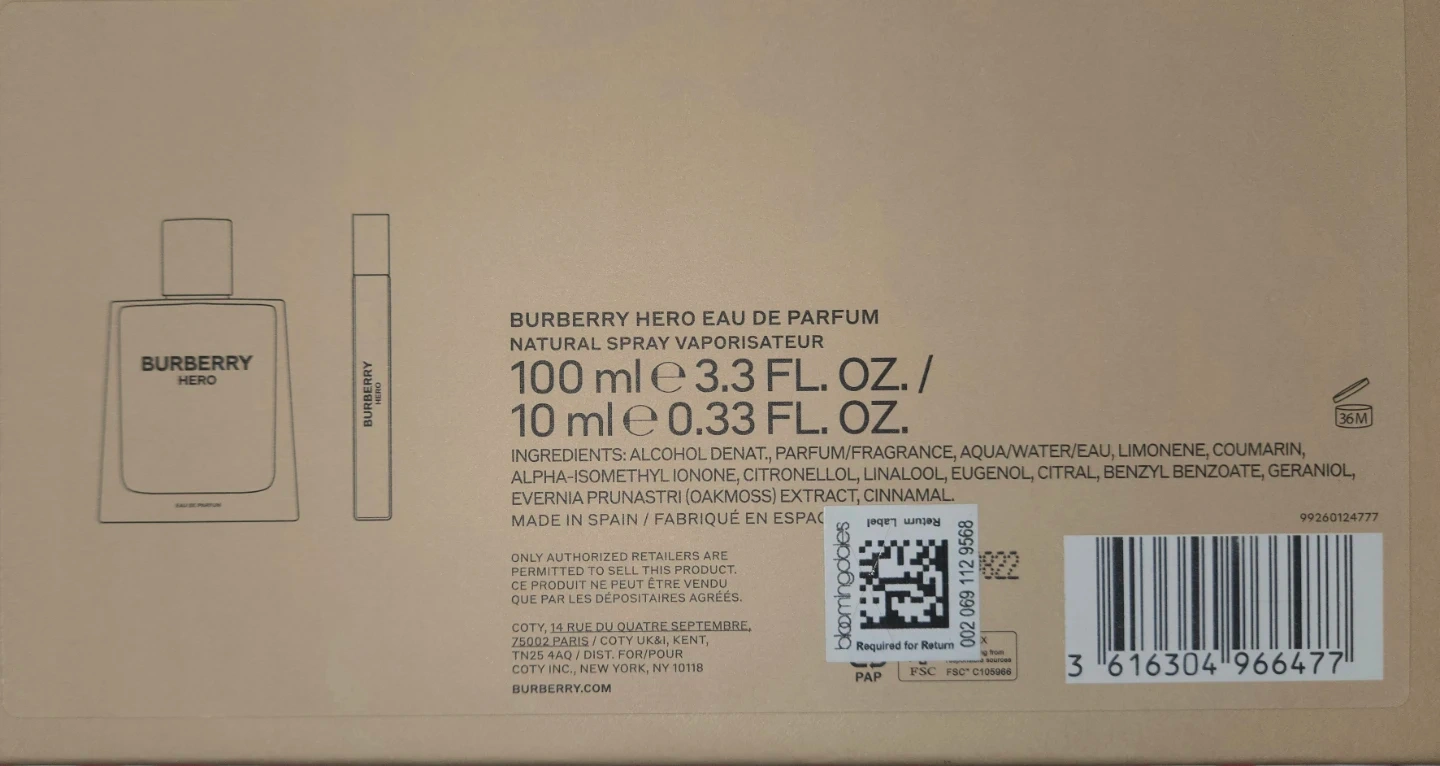 BURBERRY
HERO
EAU DE PARFUM
BURBERRY
HERO
BURBERRY HERO EAU DE PARFUM
NATURAL SPRAY VAPORISATEUR
100 ml ℮ 3.3 FL. OZ. /
10 ml ℮ 0.33 FL. OZ.
INGREDIENTS: ALCOHOL DENAT., PARFUM/FRAGRANCE, AQUA/WATER/EAU, LIMONENE, COUMARIN,
ALPHA-ISOMETHYL IONONE, CITRONELLOL, LINALOOL, EUGENOL, CITRAL, BENZYL BENZOATE, GERANIOL,
EVERNIA PRUNASTRI (OAKMOSS) EXTRACT, CINNAMAL.
MADE IN SPAIN / FABRIQUÉ EN
36M
99260124777
ONLY AUTHORIZED RETAILERS ARE
PERMITTED TO SELL THIS PRODUCT.
CE PRODUIT NE PEUT ÊTRE VENDU
QUE PAR LES DÉPOSITAIRES AGRÉÉS.
COTY, 14 RUE DU QUATRE SEPTEMBRE,
75002 PARIS / COTY UK&I, KENT,
TN25 4AQ / DIST. FOR/POUR
COTY INC., NEW YORK, NY 10118
BURBERRY.COM
Return Label
bloomingdales
002 069 112 9568
Required for Return
PAP
from
sources
FSC FSC™ C105966
3 616304 966477